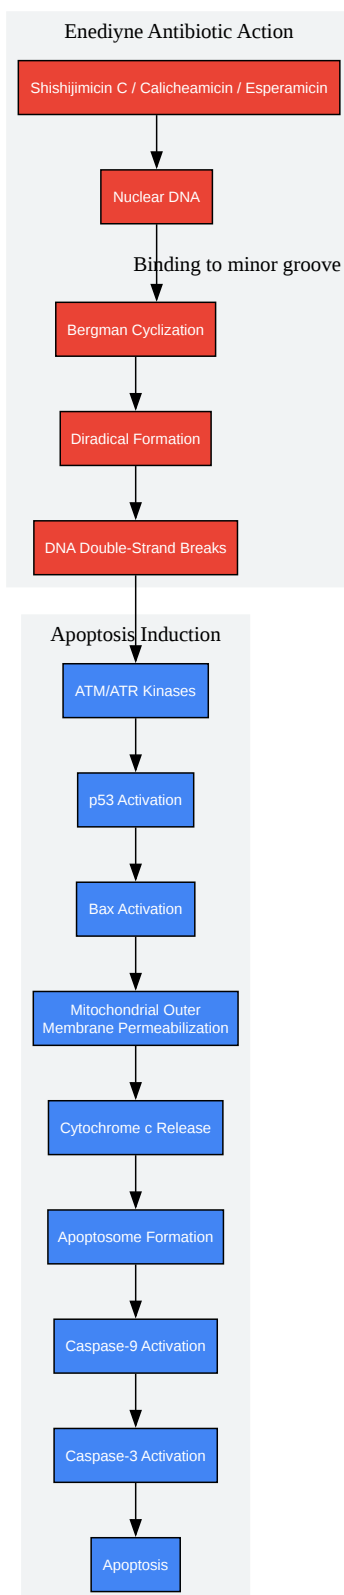 Enediyne Antibiotic Action
Shishijimicin C / Calicheamicin / Esperamicin
Nuclear DNA
Binding to minor groove
Bergman Cyclization
Diradical Formation
DNA Double-Strand Breaks
Apoptosis Induction
ATM/ATR Kinases
p53 Activation
Bax Activation
Mitochondrial Outer
Membrane Permeabilization
Cytochrome c Release
Apoptosome Formation
Caspase-9 Activation
Caspase-3 Activation
Apoptosis